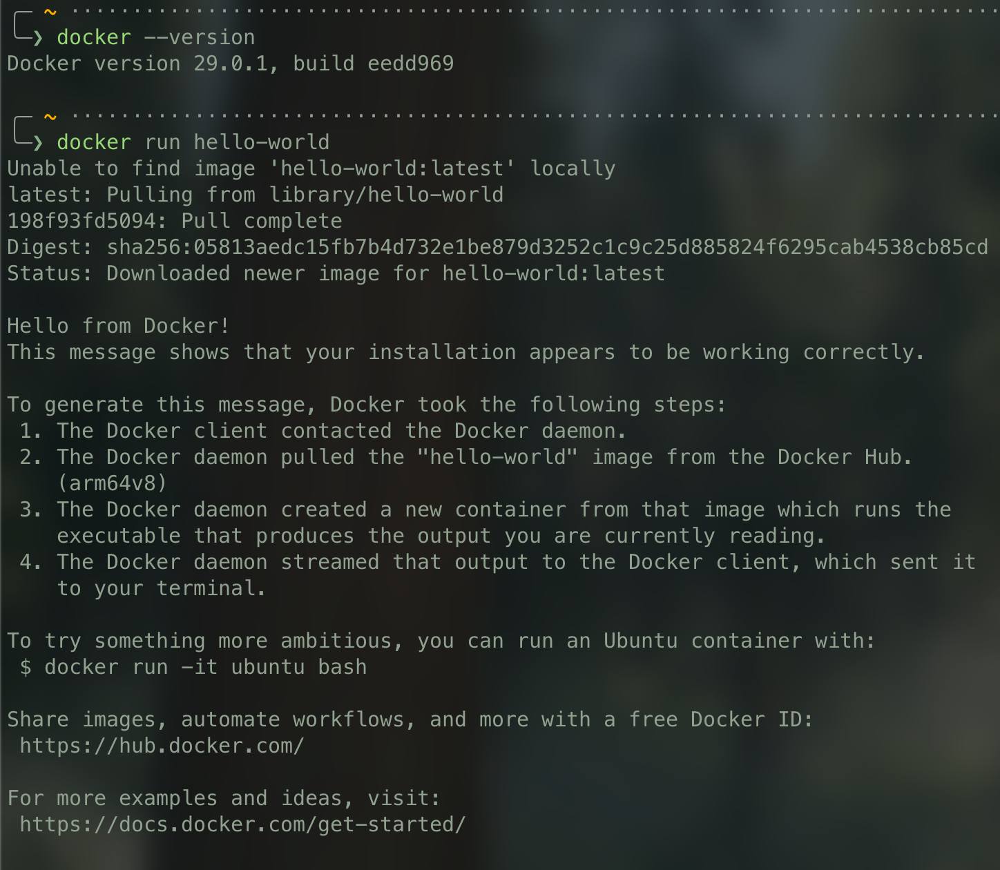 ~ ··········································································
❯ docker --version
Docker version 29.0.1, build eedd969
~ ··········································································
❯ docker run hello-world
Unable to find image 'hello-world:latest' locally
latest: Pulling from library/hello-world
198f93fd5094: Pull complete
Digest: sha256:05813aedc15fb7b4d732e1be879d3252c1c9c25d885824f6295cab4538cb85cd
Status: Downloaded newer image for hello-world:latest
Hello from Docker!
This message shows that your installation appears to be working correctly.
To generate this message, Docker took the following steps:
1. The Docker client contacted the Docker daemon.
2. The Docker daemon pulled the "hello-world" image from the Docker Hub.
(arm64v8)
3. The Docker daemon created a new container from that image which runs the
executable that produces the output you are currently reading.
4. The Docker daemon streamed that output to the Docker client, which sent it
to your terminal.
To try something more ambitious, you can run an Ubuntu container with:
$ docker run -it ubuntu bash
Share images, automate workflows, and more with a free Docker ID:
https://hub.docker.com/
For more examples and ideas, visit:
https://docs.docker.com/get-started/